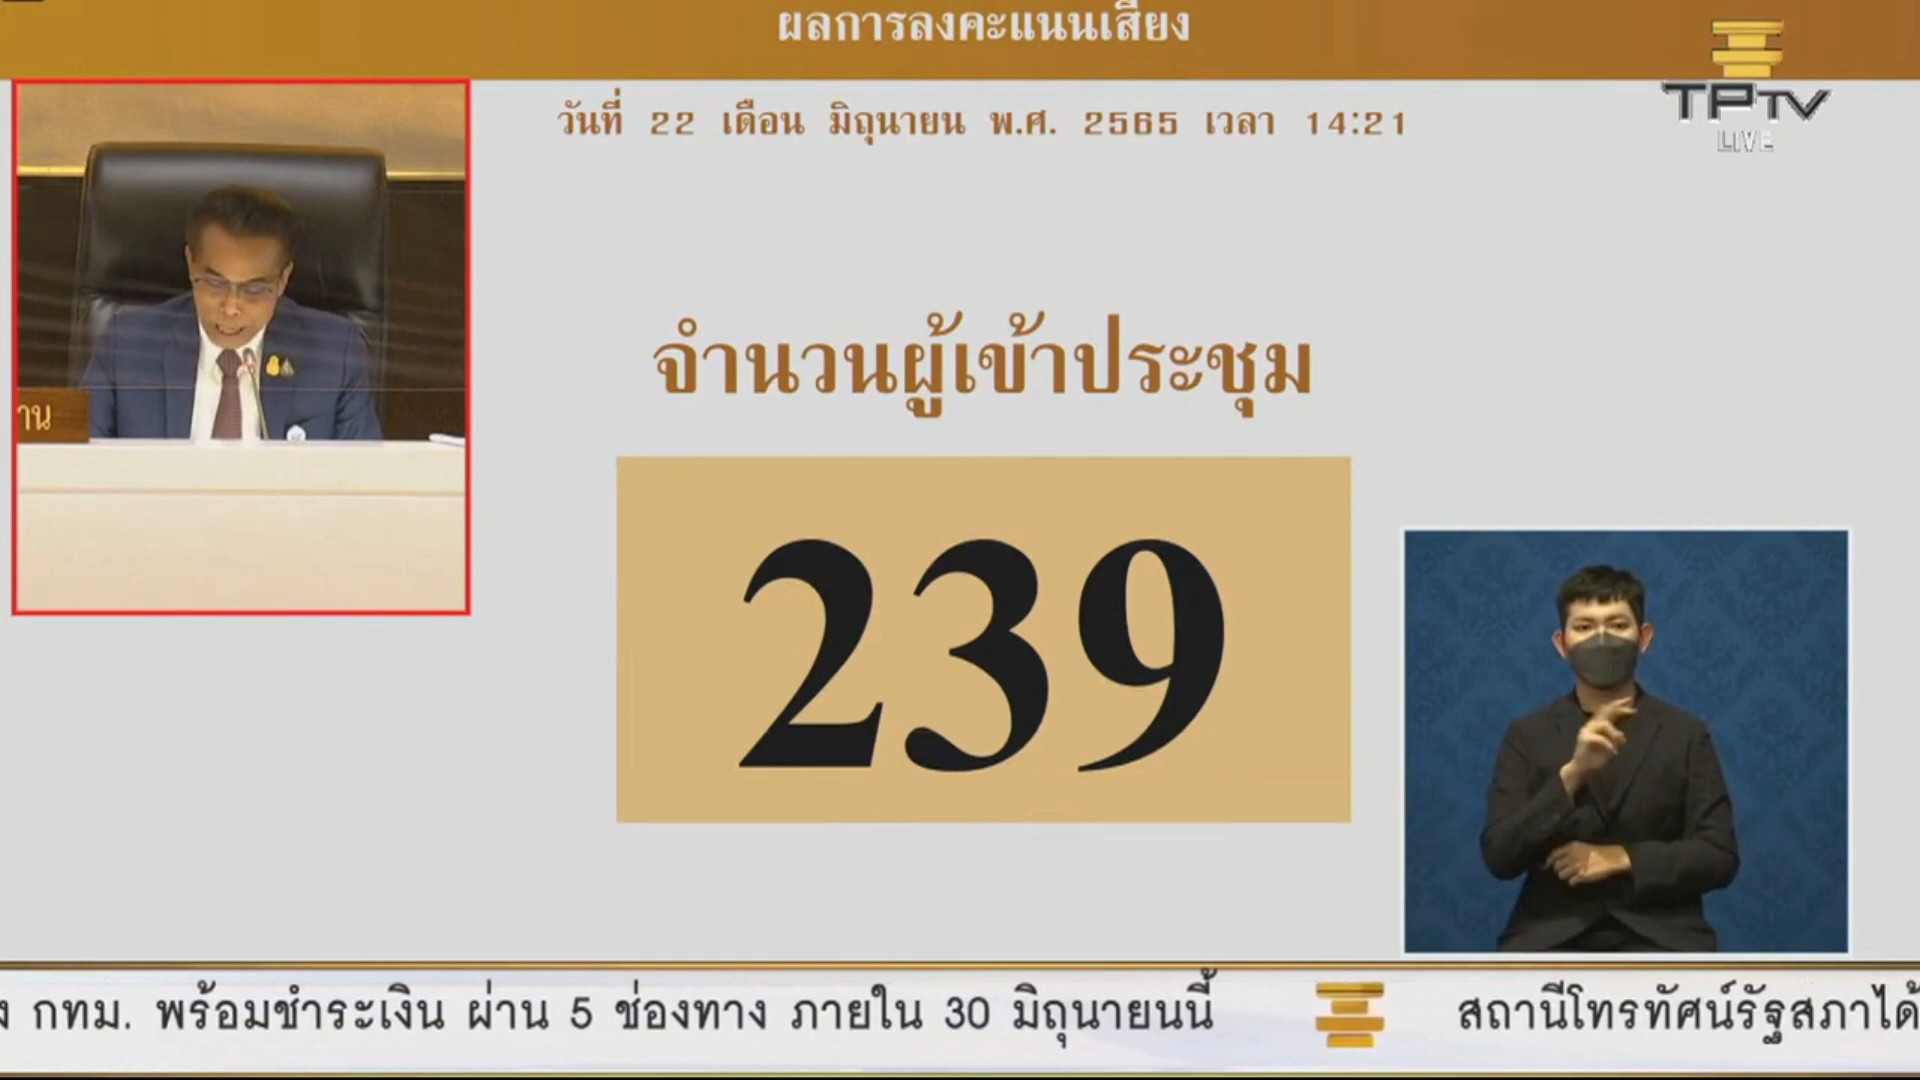 ผลการลงคะแนนเสียง
TPTV
LIVE
วันที่ 22 เดือน มิถุนายน พ.ศ. 2565 เวลา 14:21
จำนวนผู้เข้าประชุม
239
าน
กทม. พร้อมชำระเงิน ผ่าน 5 ช่องทาง ภายใน 30 มิถุนายนนี้ สถานีโทรทัศน์รัฐสภาได้